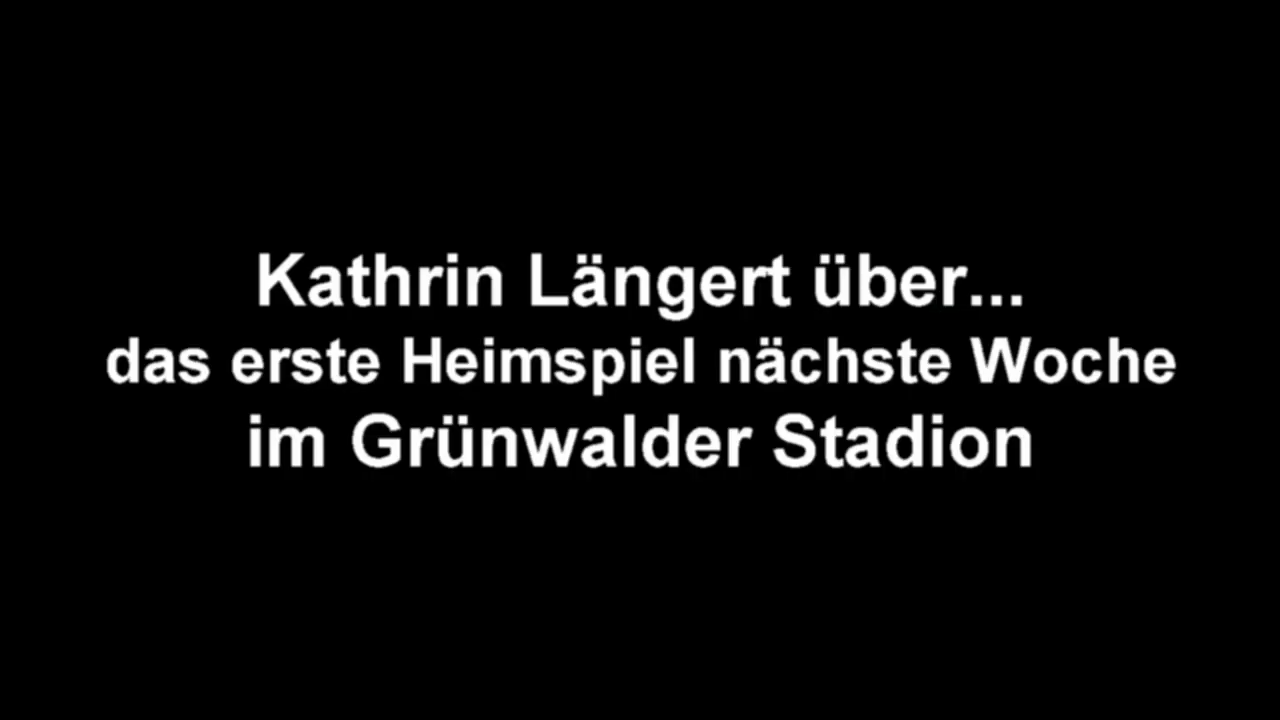 Kathrin Längert über...
das erste Heimspiel nächste Woche
im Grünwalder Stadion